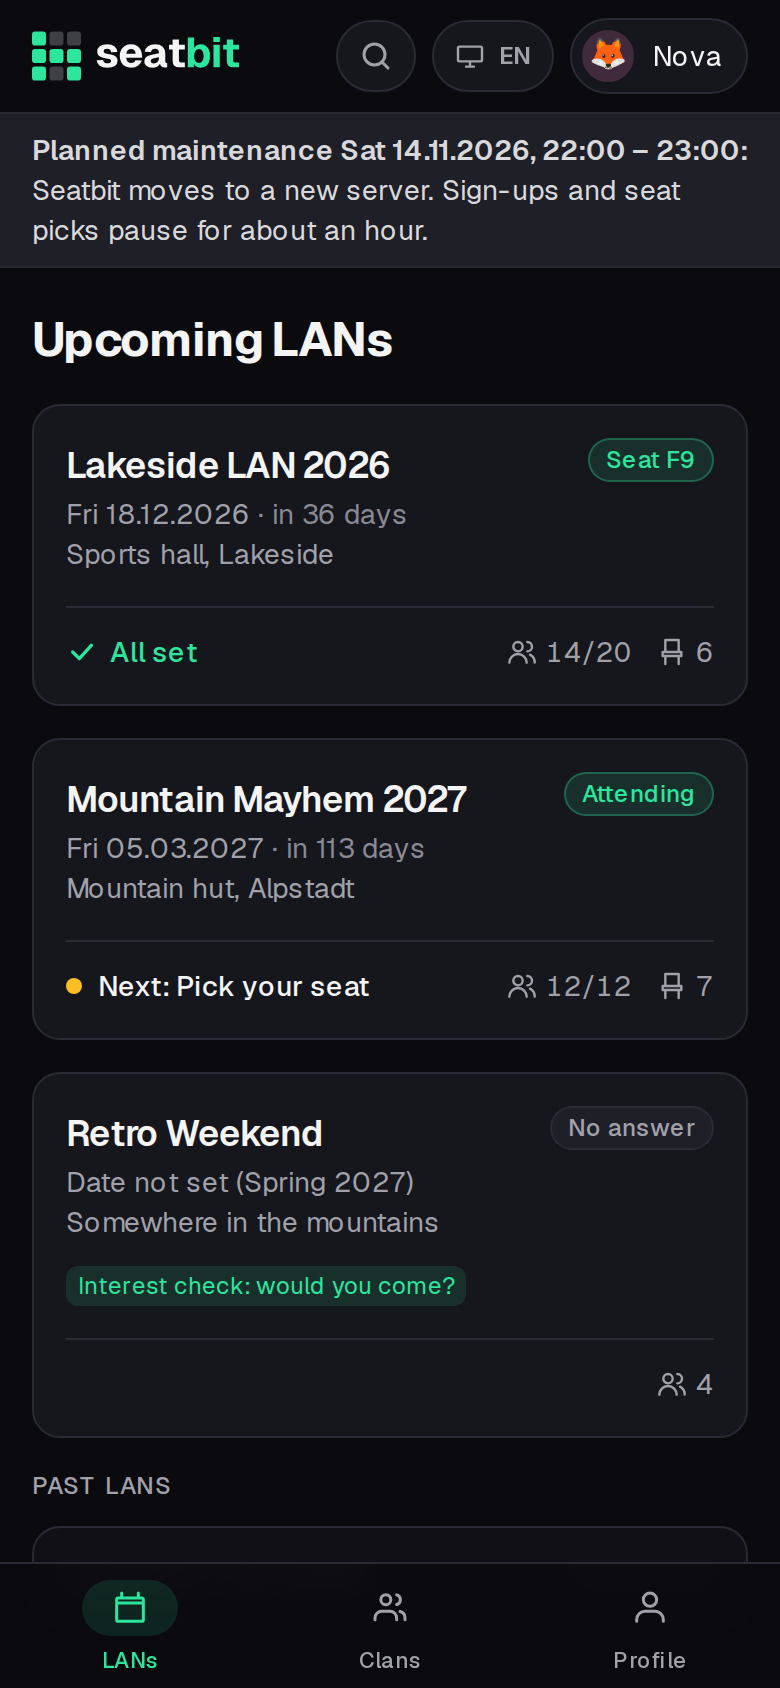 seatbit
EN
Nova
Planned maintenance Sat 14.11.2026, 22:00 – 23:00:
Seatbit moves to a new server. Sign-ups and seat
picks pause for about an hour.
Upcoming LANs
Lakeside LAN 2026
Seat F9
Fri 18.12.2026 · in 36 days
Sports hall, Lakeside
All set
14/20
6
Mountain Mayhem 2027
Attending
Fri 05.03.2027 · in 113 days
Mountain hut, Alpstadt
Next: Pick your seat
12/12
7
Retro Weekend
No answer
Date not set (Spring 2027)
Somewhere in the mountains
Interest check: would you come?
4
PAST LANS
LANs
Clans
Profile